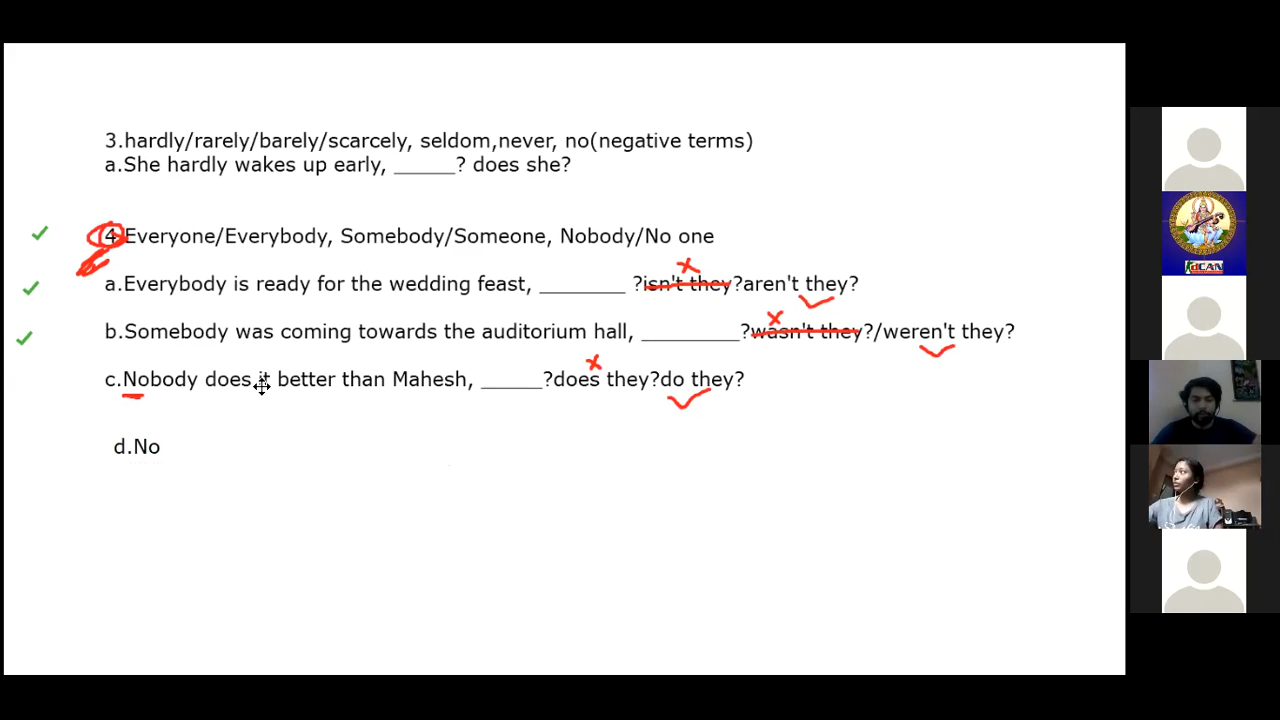 3.hardly/rarely/barely/scarcely, seldom,never, no(negative terms)
a.She hardly wakes up early, ______? does she?
4.Everyone/Everybody, Somebody/Someone, Nobody/No one
a.Everybody is ready for the wedding feast, ________ ?isn't they?aren't they?
b.Somebody was coming towards the auditorium hall, _________?wasn't they?/weren't they?
c.Nobody does it better than Mahesh, ______?does they?do they?
d.No